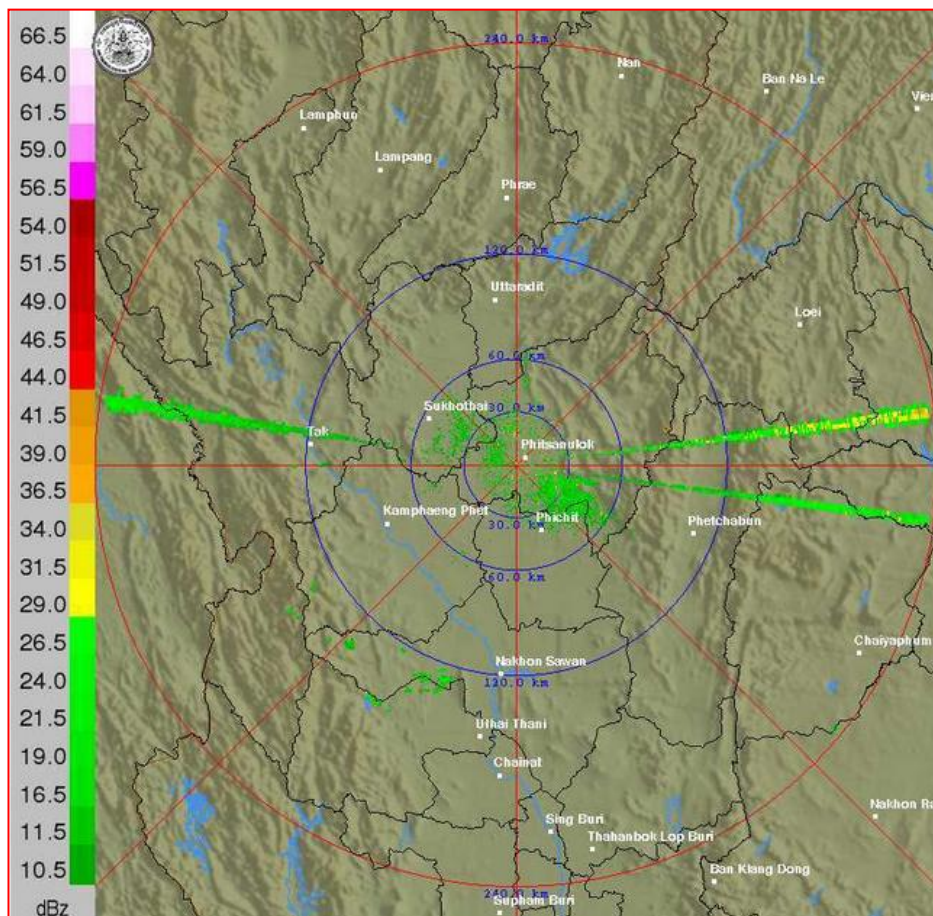 66.5
64.0
61.5
59.0
56.5
54.0
51.5
49.0
46.5
44.0
41.5
39.0
36.5
34.0
31.5
29.0
26.5
24.0
21.5
19.0
16.5
11.5
10.5
dBz
240.0 km
Nan
Ban Na Le
Lamphun
Lampang
Phrae
120.0 km
Uttaradit
Loei
60.0 km
Sukhothai
30.0 km
Tak
Phitsanulok
Kamphaeng Phet
Phichit
30.0 km
Phetchabun
60.0 km
Chaiyaphum
Nakhon Sawan
120.0 km
Uthai Thani
Chainat
Sing Buri
Thahanbok Lop Buri
Nakhon Ra
Ban Klang Dong
240.0 km
Supham Buri